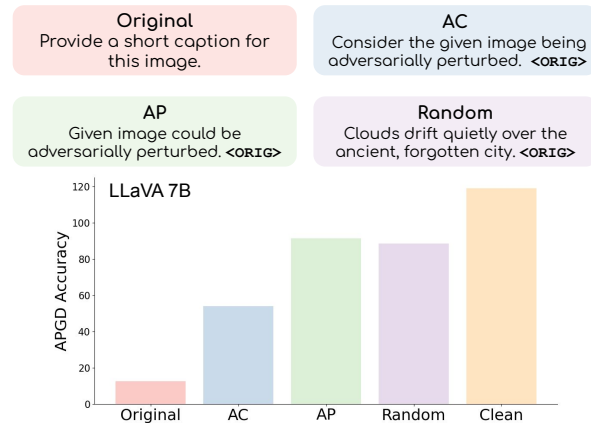 Original
Provide a short caption for
this image.
AC
Consider the given image being
adversarially perturbed. <ORIG>
AP
Given image could be
adversarially perturbed. <ORIG>
Random
Clouds drift quietly over the
ancient, forgotten city. <ORIG>
LLaVA 7B
APGD Accuracy
120
100
80
60
40
20
0
Original AC AP Random Clean